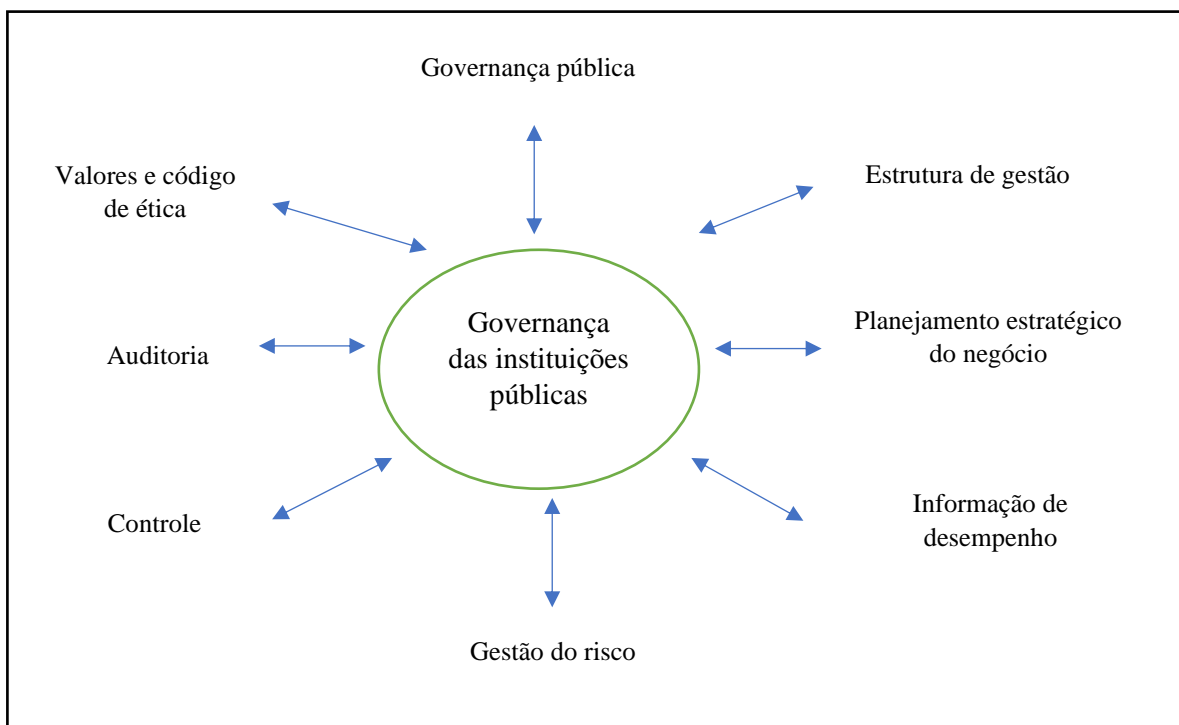 Governança pública
Valores e código
de ética
Estrutura de gestão
Governança
das instituições
públicas
Planejamento estratégico
do negócio
Auditoria
Controle
Informação de
desempenho
Gestão do risco